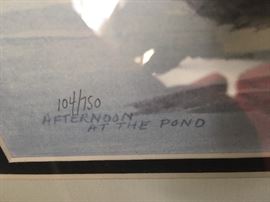 104/750
AFTERNOON
AT THE POND